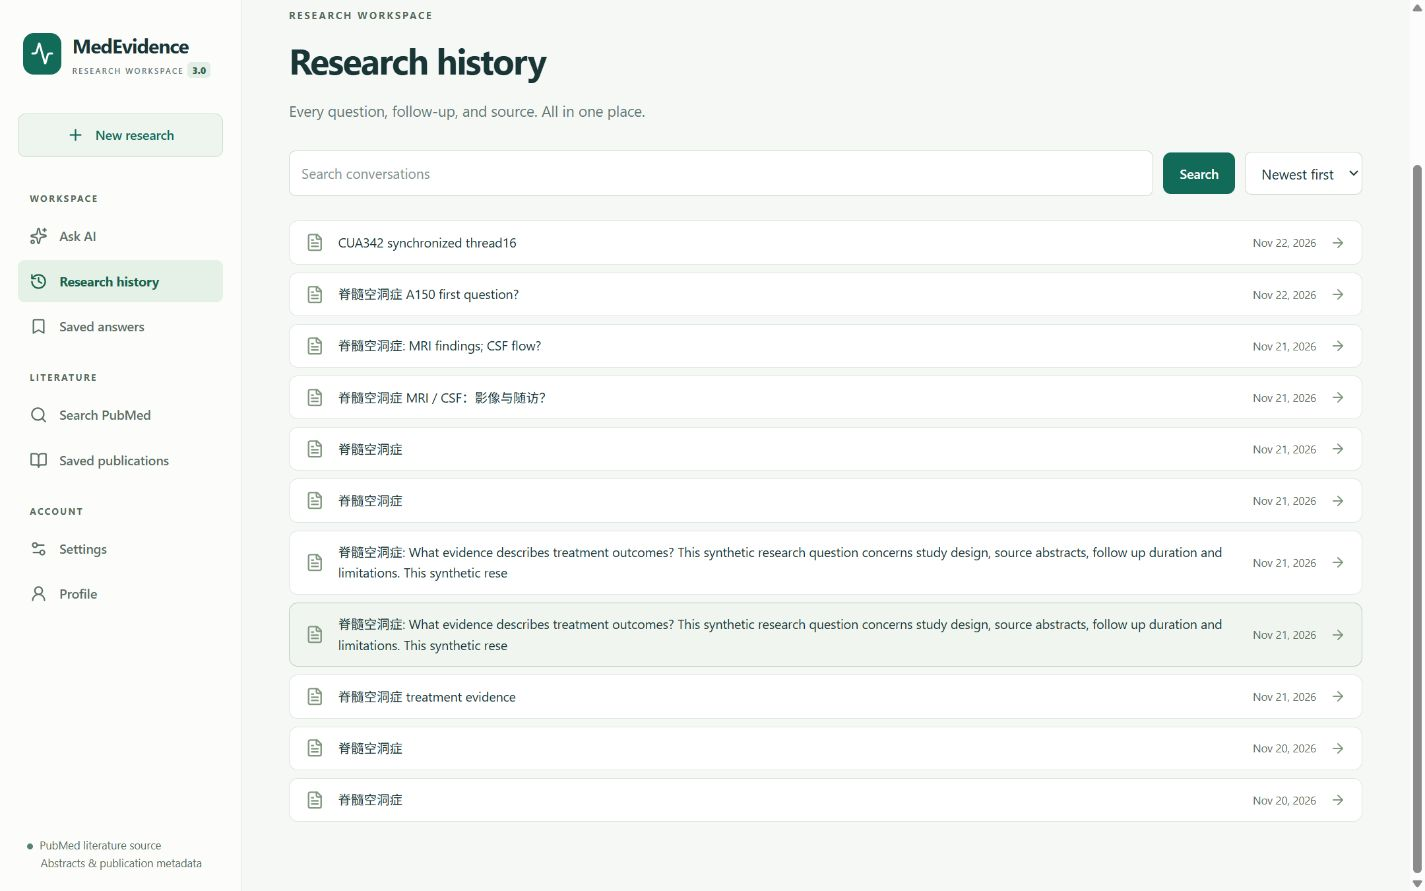 MedEvidence
RESEARCH WORKSPACE 3.0
New research
WORKSPACE
Ask AI
Research history
Saved answers
LITERATURE
Search PubMed
Saved publications
ACCOUNT
Settings
Profile
PubMed literature source
Abstracts & publication metadata
RESEARCH WORKSPACE
Research history
Every question, follow-up, and source. All in one place.
Search conversations Search Newest first
CUA342 synchronized thread16 Nov 22, 2026
脊髓空洞症 A150 first question? Nov 22, 2026
脊髓空洞症: MRI findings; CSF flow? Nov 21, 2026
脊髓空洞症 MRI / CSF：影像与随访？ Nov 21, 2026
脊髓空洞症 Nov 21, 2026
脊髓空洞症 Nov 21, 2026
脊髓空洞症: What evidence describes treatment outcomes? This synthetic research question concerns study design, source abstracts, follow up duration and
limitations. This synthetic rese Nov 21, 2026
脊髓空洞症: What evidence describes treatment outcomes? This synthetic research question concerns study design, source abstracts, follow up duration and
limitations. This synthetic rese Nov 21, 2026
脊髓空洞症 treatment evidence Nov 21, 2026
脊髓空洞症 Nov 20, 2026
脊髓空洞症 Nov 20, 2026